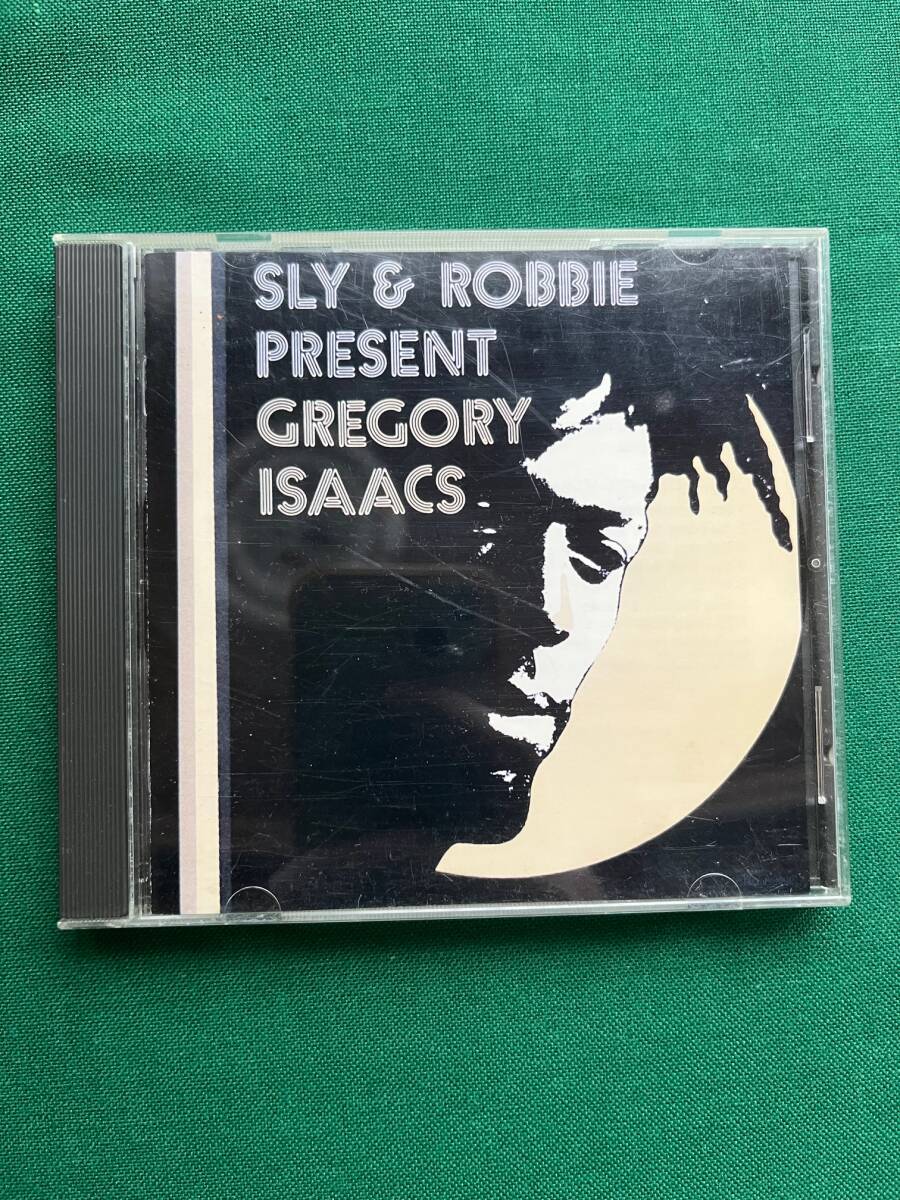 SLY & ROBBIE
PRESENT
GREGORY
ISAACS